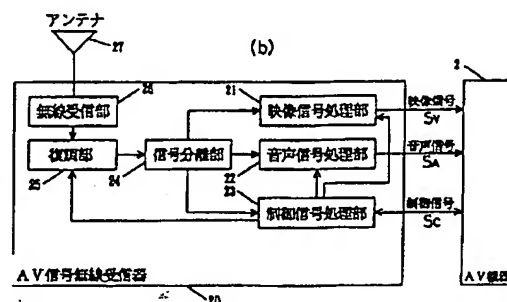 アンテナ
27
(b)
2
無線受信部
26
21
映像信号処理部
映像信号
Sv
復調部
25
信号分離部
24
音声信号処理部
22
音声信号
SA
23
制御信号処理部
制御信号
Sc
AV信号無線受信器
20
AV機器